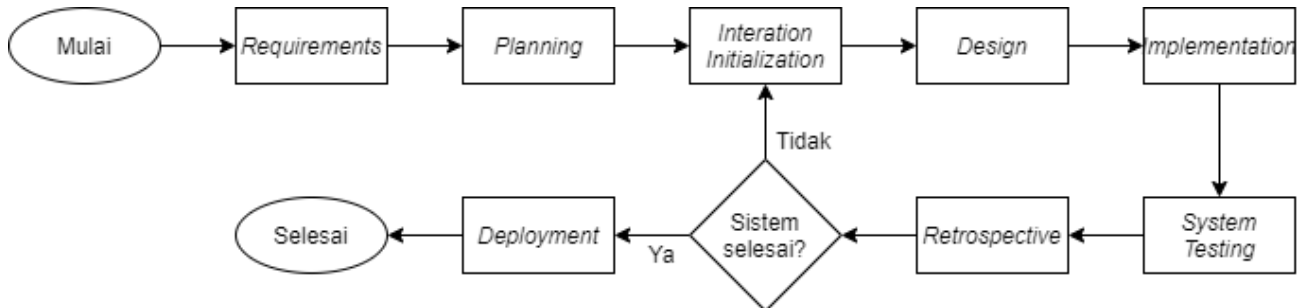 Mulai
Requirements
Planning
Interation
Initialization
Design
Implementation
Tidak
Selesai
Deployment
Ya
Sistem
selesai?
Retrospective
System
Testing